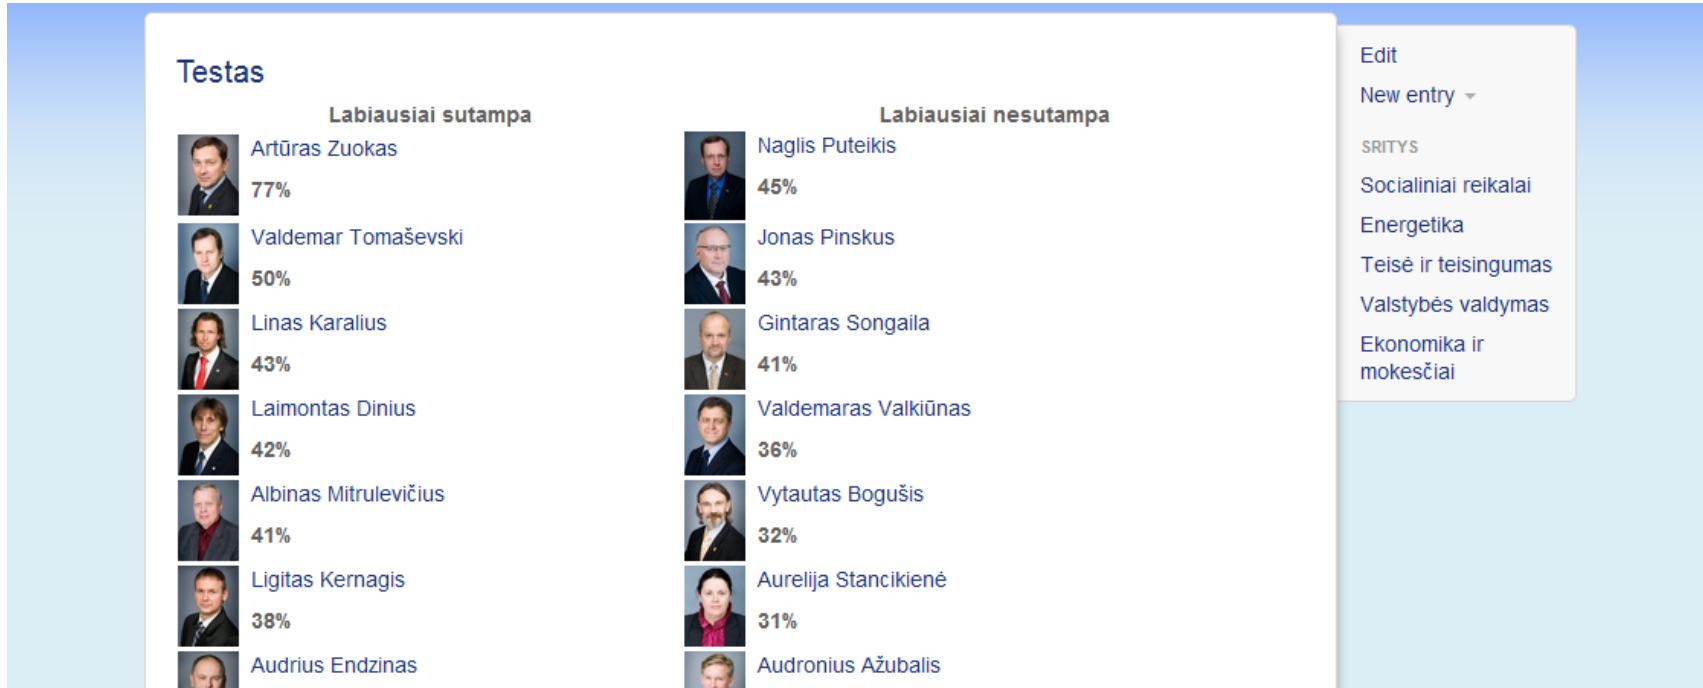 Testas
Labiausiai sutampa
Artūras Zuokas
77%
Valdemar Tomaševski
50%
Linas Karalius
43%
Laimontas Dinius
42%
Albinas Mitrulevičius
41%
Ligitas Kernagis
38%
Audrius Endzinas
Labiausiai nesutampa
Naglis Puteikis
45%
Jonas Pinskus
43%
Gintaras Songaila
41%
Valdemaras Valkiūnas
36%
Vytautas Bogušis
32%
Aurelija Stancikienė
31%
Audronius Ažubalis
Edit
New entry
SRITYS
Socialiniai reikalai
Energetika
Teisė ir teisingumas
Valstybės valdymas
Ekonomika ir
mokesčiai